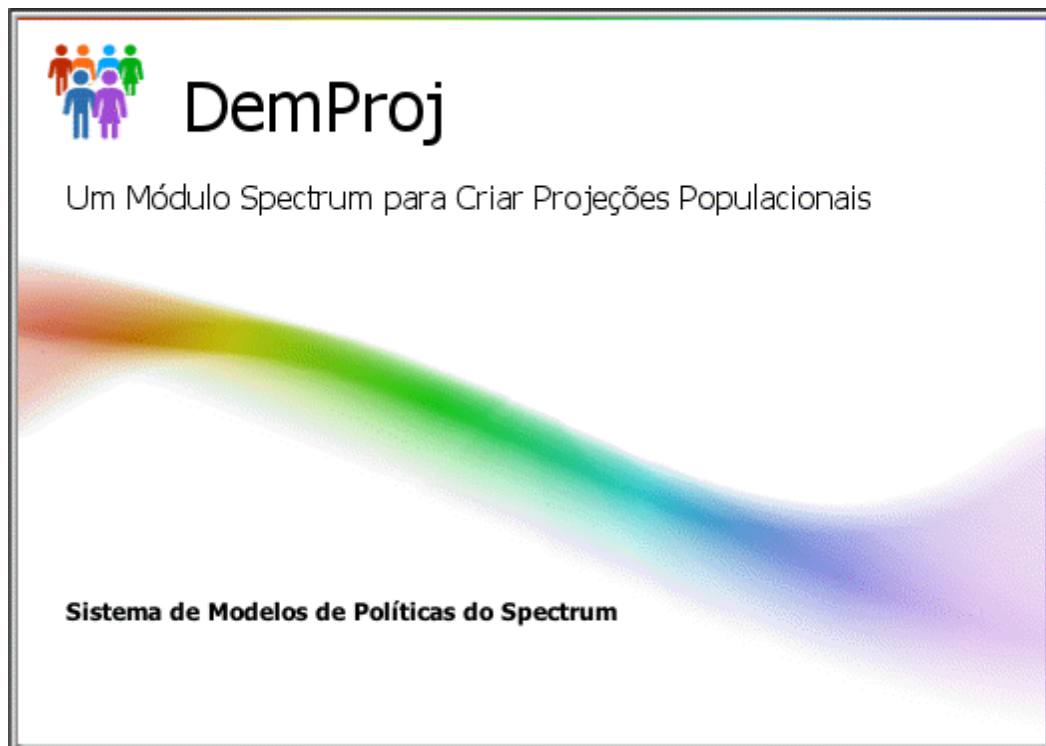 DemProj
Um Módulo Spectrum para Criar Projeções Populacionais
Sistema de Modelos de Políticas do Spectrum